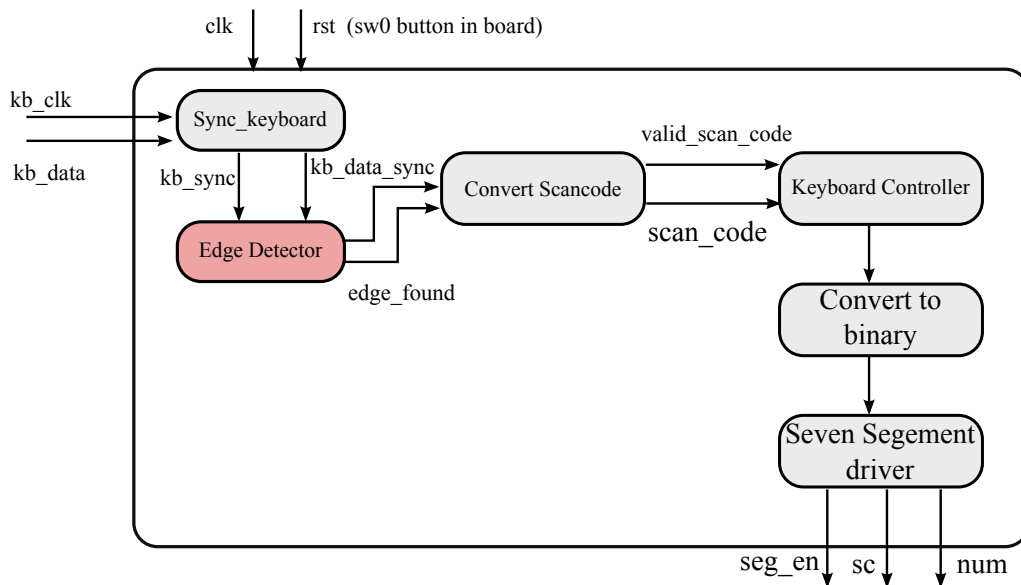 clk
rst (sw0 button in board)
kb_clk
Sync_keyboard
kb_data
kb_sync
kb_data_sync
Edge Detector
edge_found
Convert Scancode
valid_scan_code
scan_code
Keyboard Controller
Convert to
binary
Seven Segement
driver
seg_en
sc
num